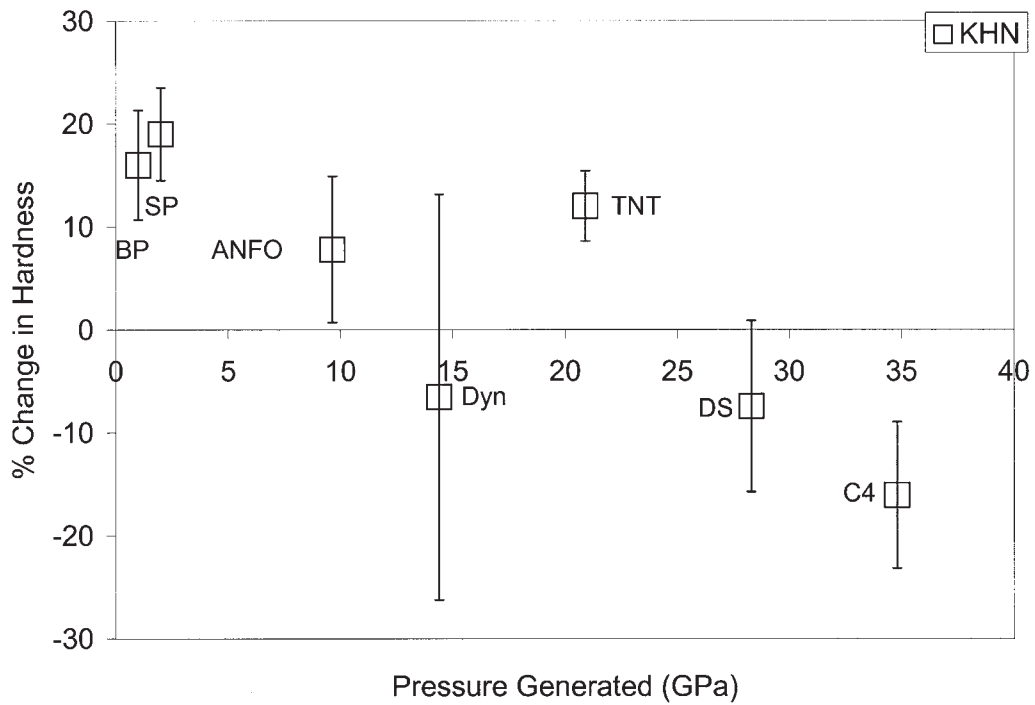 30
KHN
20
SP
TNT
10
BP
ANFO
0
0 5 10 15 20 25 30 35 40
Dyn
DS
-10
C4
-20
-30
% Change in Hardness
Pressure Generated (GPa)